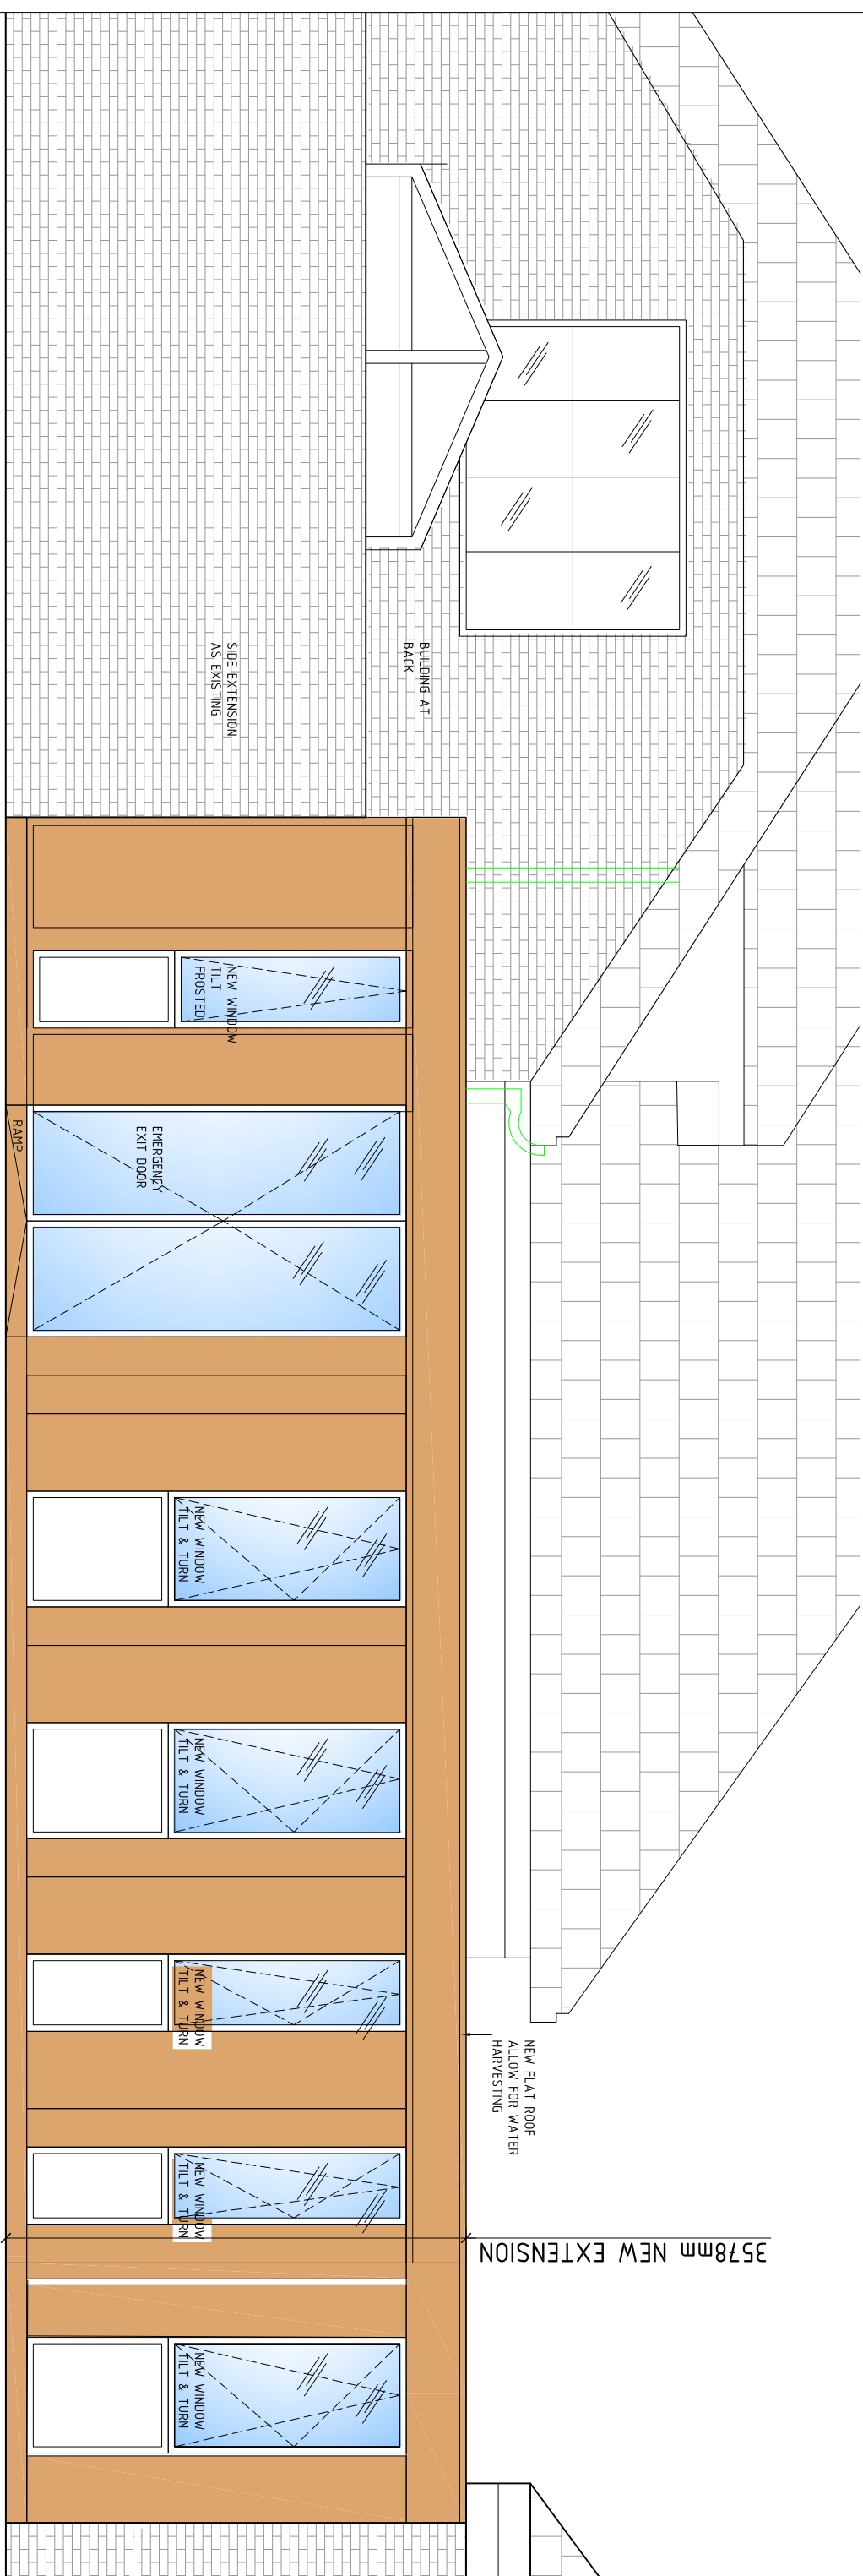 BUILDING AT
BACK
SIDE EXTENSION
AS EXISTING
NEW WINDOW
TILT
FROSTED
EMERGENCY
EXIT DOOR
RAMP
NEW WINDOW
TILT & TURN
NEW WINDOW
TILT & TURN
NEW WINDOW
TILT & TURN
NEW WINDOW
TILT & TURN
NEW WINDOW
TILT & TURN
NEW FLAT ROOF
ALLOW FOR WATER
HARVESTING
3578mm NEW EXTENSION